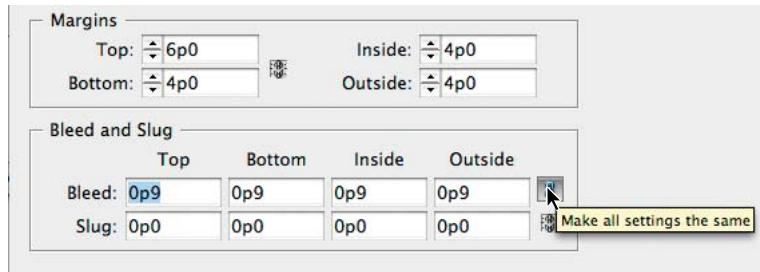 Margins
Top: 6p0 Inside: 4p0
Bottom: 4p0 Outside: 4p0
Bleed and Slug
Top Bottom Inside Outside
Bleed: 0p9 0p9 0p9 0p9
Slug: 0p0 0p0 0p0 0p0
Make all settings the same